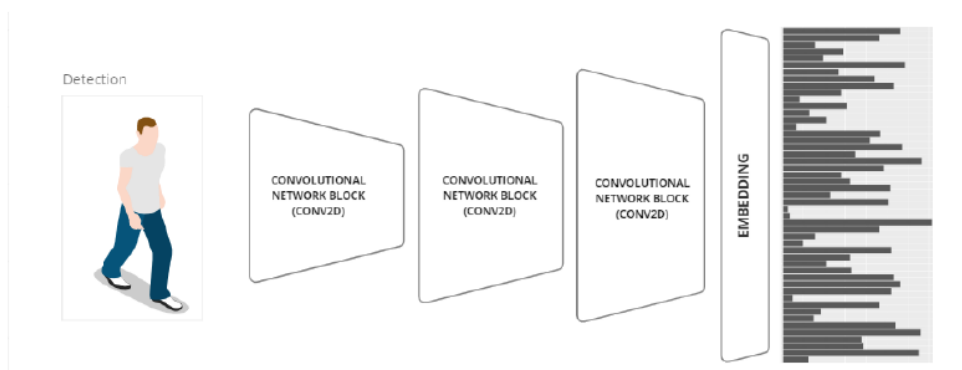 Detection
CONVOLUTIONAL
NETWORK BLOCK
(CONV2D)
CONVOLUTIONAL
NETWORK BLOCK
(CONV2D)
CONVOLUTIONAL
NETWORK BLOCK
(CONV2D)
EMBEDDING